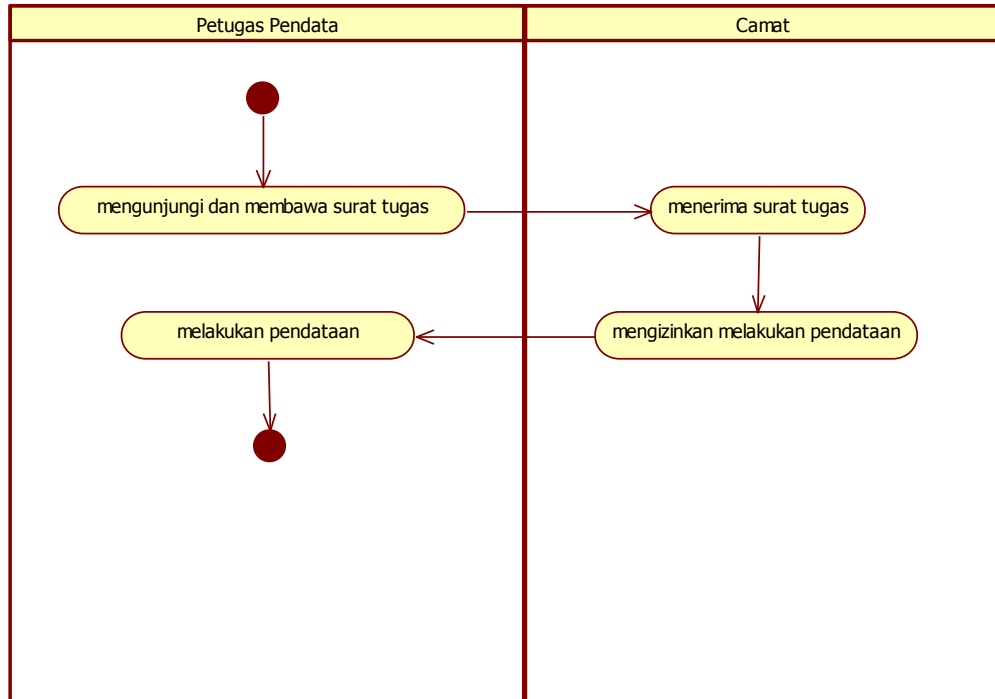 Petugas Pendata
Camat
mengunjungi dan membawa surat tugas
menerima surat tugas
melakukan pendataan
mengizinkan melakukan pendataan